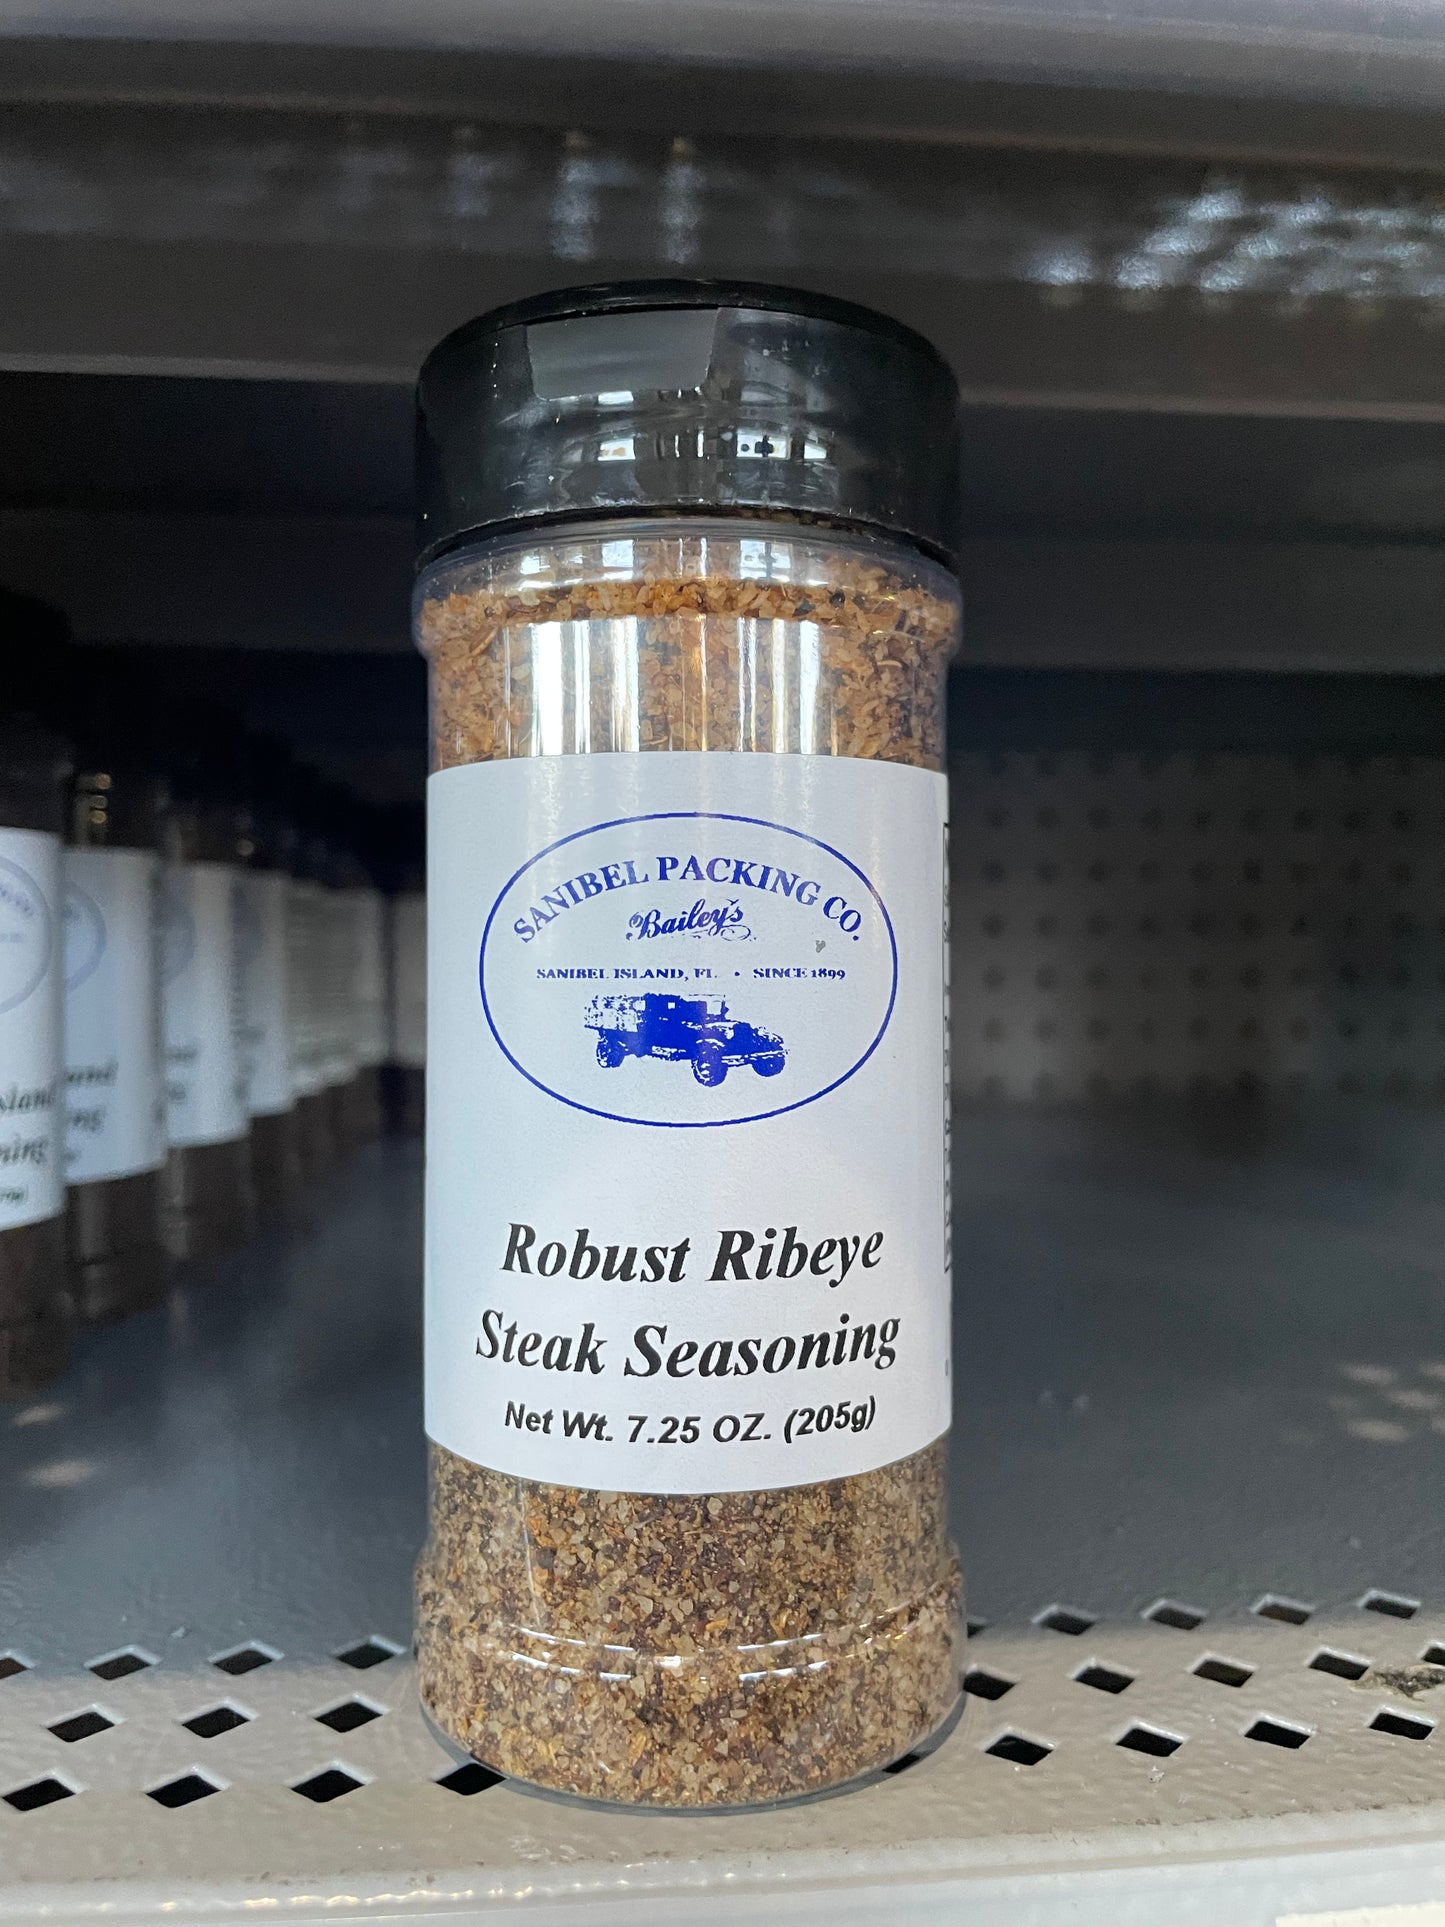 SANIBEL PACKING CO.
Bailey's
SANIBEL ISLAND, FL • SINCE 1899
Robust Ribeye
Steak Seasoning
Net Wt. 7.25 OZ. (205g)